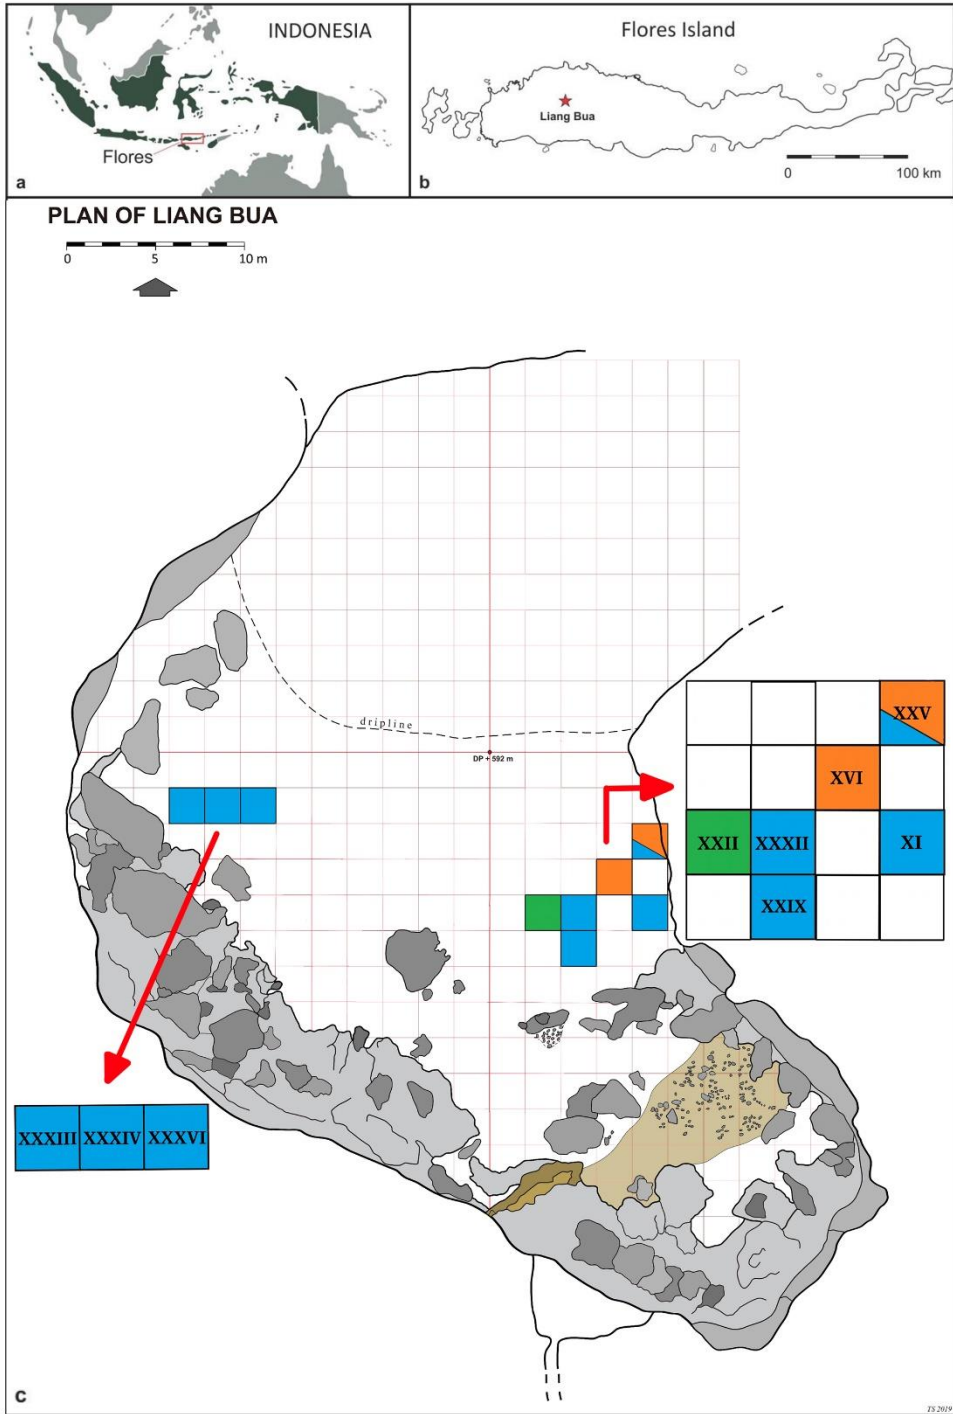 INDONESIA
Flores
a
Flores Island
Liang Bua
0 100 km
b
PLAN OF LIANG BUA
0 5 10 m
dripline
DP + 592 m
XXV
XVI
XXII XXXII XI
XXIX
XXXIII XXXIV XXXVI
c
TS 2019